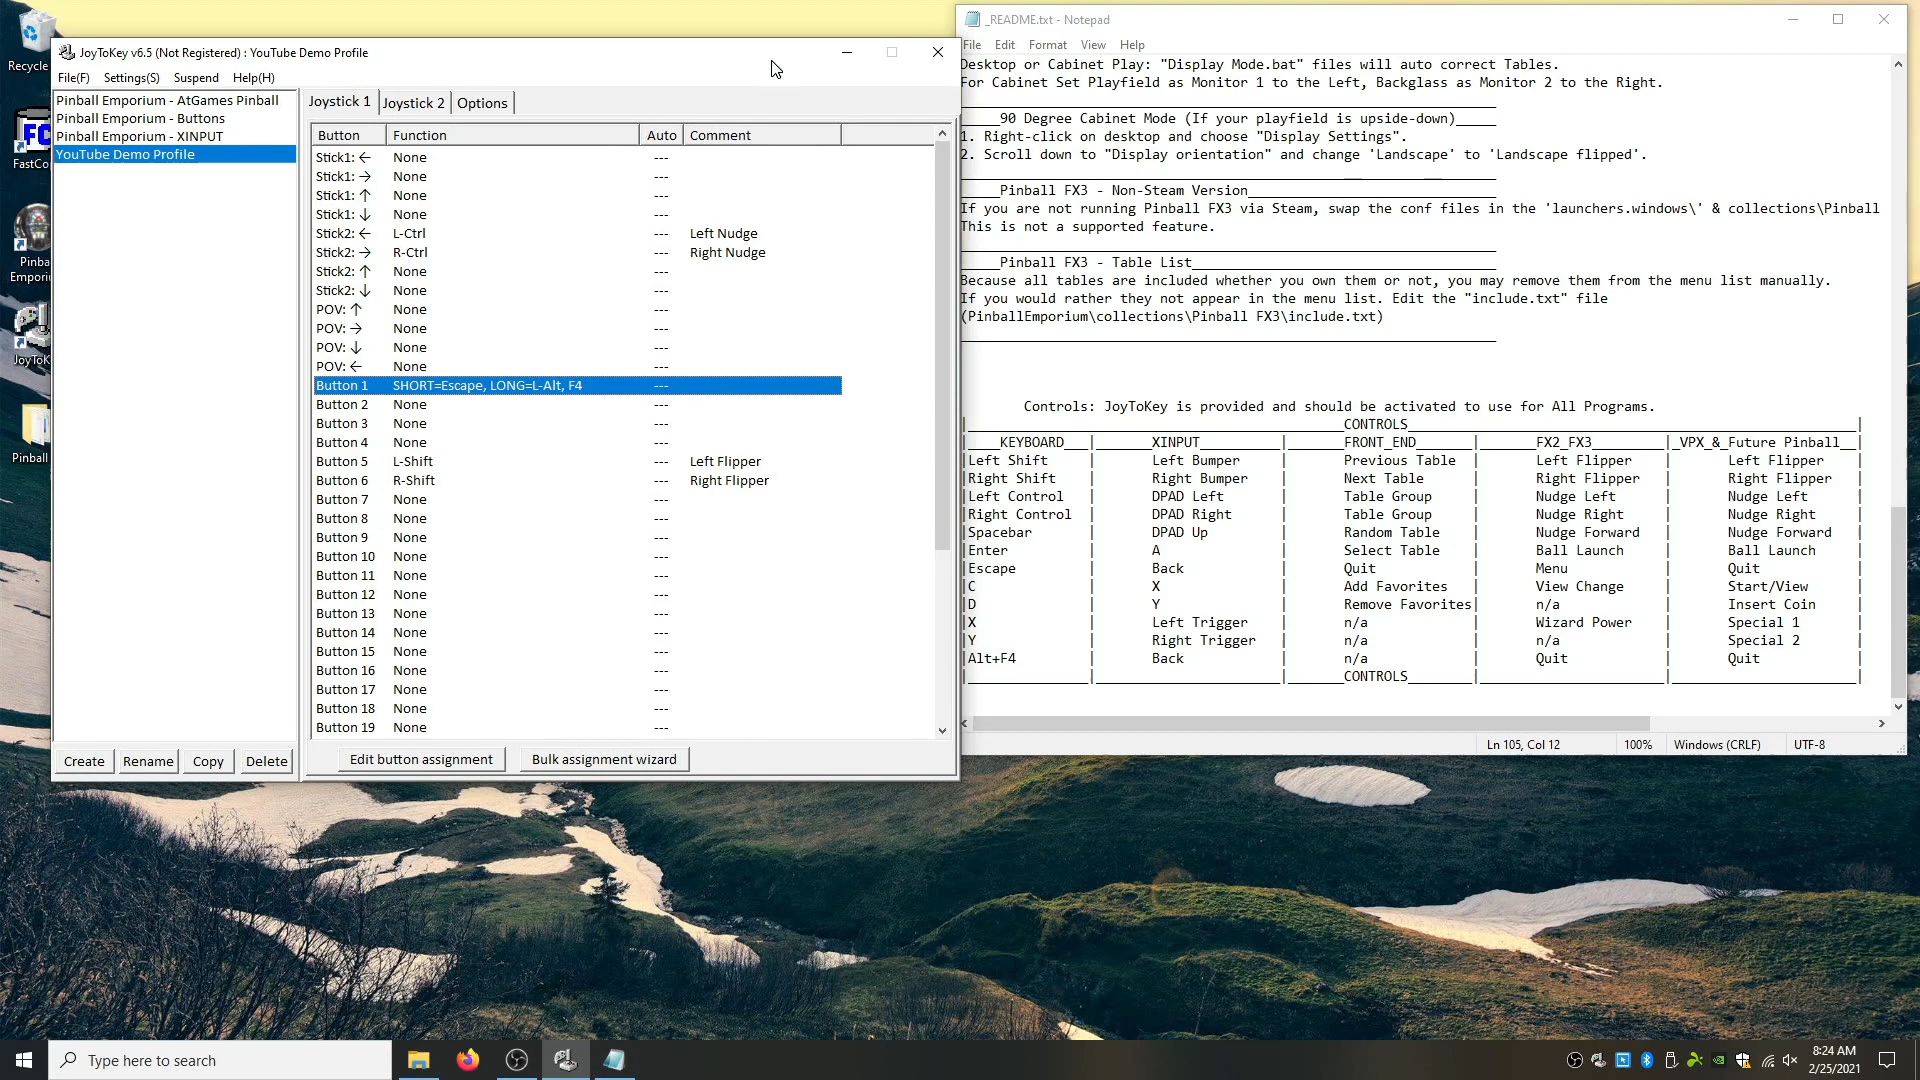 Recycle
FastCo
Pinba
Empori
JoyToK
Pinball
JoyToKey v6.5 (Not Registered) : YouTube Demo Profile
File(F) Settings(S) Suspend Help(H)
Pinball Emporium - AtGames Pinball
Pinball Emporium - Buttons
Pinball Emporium - XINPUT
YouTube Demo Profile
Create Rename Copy Delete
Joystick 1 Joystick 2 Options
Button Function Auto Comment
Stick1: ← None ---
Stick1: → None ---
Stick1: ↑ None ---
Stick1: ↓ None ---
Stick2: ← L-Ctrl --- Left Nudge
Stick2: → R-Ctrl --- Right Nudge
Stick2: ↑ None ---
Stick2: ↓ None ---
POV: ↑ None ---
POV: → None ---
POV: ↓ None ---
POV: ← None ---
Button 1 SHORT=Escape, LONG=L-Alt, F4 ---
Button 2 None ---
Button 3 None ---
Button 4 None ---
Button 5 L-Shift --- Left Flipper
Button 6 R-Shift --- Right Flipper
Button 7 None ---
Button 8 None ---
Button 9 None ---
Button 10 None ---
Button 11 None ---
Button 12 None ---
Button 13 None ---
Button 14 None ---
Button 15 None ---
Button 16 None ---
Button 17 None ---
Button 18 None ---
Button 19 None ---
Edit button assignment Bulk assignment wizard
_README.txt - Notepad
File Edit Format View Help
Desktop or Cabinet Play: "Display Mode.bat" files will auto correct Tables.
For Cabinet Set Playfield as Monitor 1 to the Left, Backglass as Monitor 2 to the Right.
_____90 Degree Cabinet Mode (If your playfield is upside-down)_____
1. Right-click on desktop and choose "Display Settings".
2. Scroll down to "Display orientation" and change 'Landscape' to 'Landscape flipped'.
_____Pinball FX3 - Non-Steam Version_____
If you are not running Pinball FX3 via Steam, swap the conf files in the 'launchers.windows\' & collections\Pinball
This is not a supported feature.
_____Pinball FX3 - Table List_____
Because all tables are included whether you own them or not, you may remove them from the menu list manually.
If you would rather they not appear in the menu list. Edit the "include.txt" file
(PinballEmporium\collections\Pinball FX3\include.txt)
Controls: JoyToKey is provided and should be activated to use for All Programs.
|_____CONTROLS_____|
|____KEYBOARD___|_______XINPUT__________|_______FRONT_END_______|_______FX2_FX3_________|_VPX_&_Future Pinball__|
|Left Shift | Left Bumper | Previous Table | Left Flipper | Left Flipper |
|Right Shift | Right Bumper | Next Table | Right Flipper | Right Flipper |
|Left Control | DPAD Left | Table Group | Nudge Left | Nudge Left |
|Right Control | DPAD Right | Table Group | Nudge Right | Nudge Right |
|Spacebar | DPAD Up | Random Table | Nudge Forward | Nudge Forward |
|Enter | A | Select Table | Ball Launch | Ball Launch |
|Escape | Back | Quit | Menu | Quit |
|C | X | Add Favorites | View Change | Start/View |
|D | Y | Remove Favorites| n/a | Insert Coin |
|X | Left Trigger | n/a | Wizard Power | Special 1 |
|Y | Right Trigger | n/a | n/a | Special 2 |
|Alt+F4 | Back | n/a | Quit | Quit |
|_______________|_______________________|_______CONTROLS________|_______________________|_______________________|
Ln 105, Col 12 100% Windows (CRLF) UTF-8
Type here to search
8:24 AM
2/25/2021